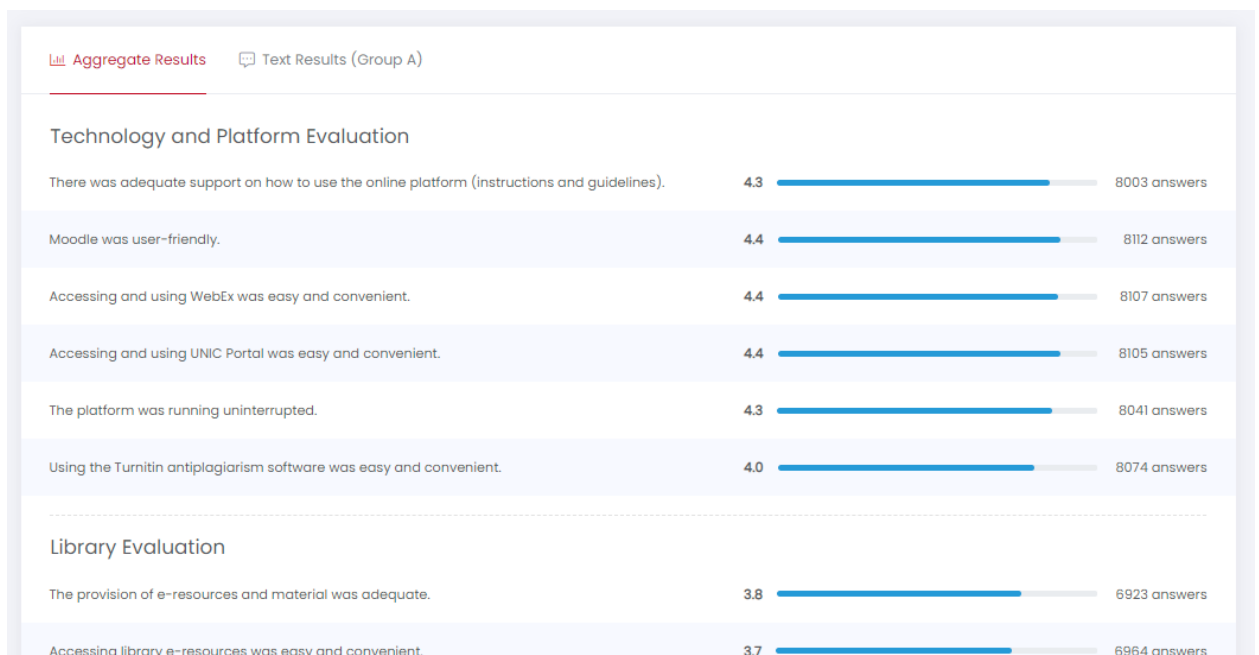 Aggregate Results
Text Results (Group A)
Technology and Platform Evaluation
There was adequate support on how to use the online platform (instructions and guidelines). 4.3 8003 answers
Moodle was user-friendly. 4.4 8112 answers
Accessing and using WebEx was easy and convenient. 4.4 8107 answers
Accessing and using UNIC Portal was easy and convenient. 4.4 8105 answers
The platform was running uninterrupted. 4.3 8041 answers
Using the Turnitin antiplagiarism software was easy and convenient. 4.0 8074 answers
Library Evaluation
The provision of e-resources and material was adequate. 3.8 6923 answers
Accessing library e-resources was easy and convenient. 3.7 6964 answers